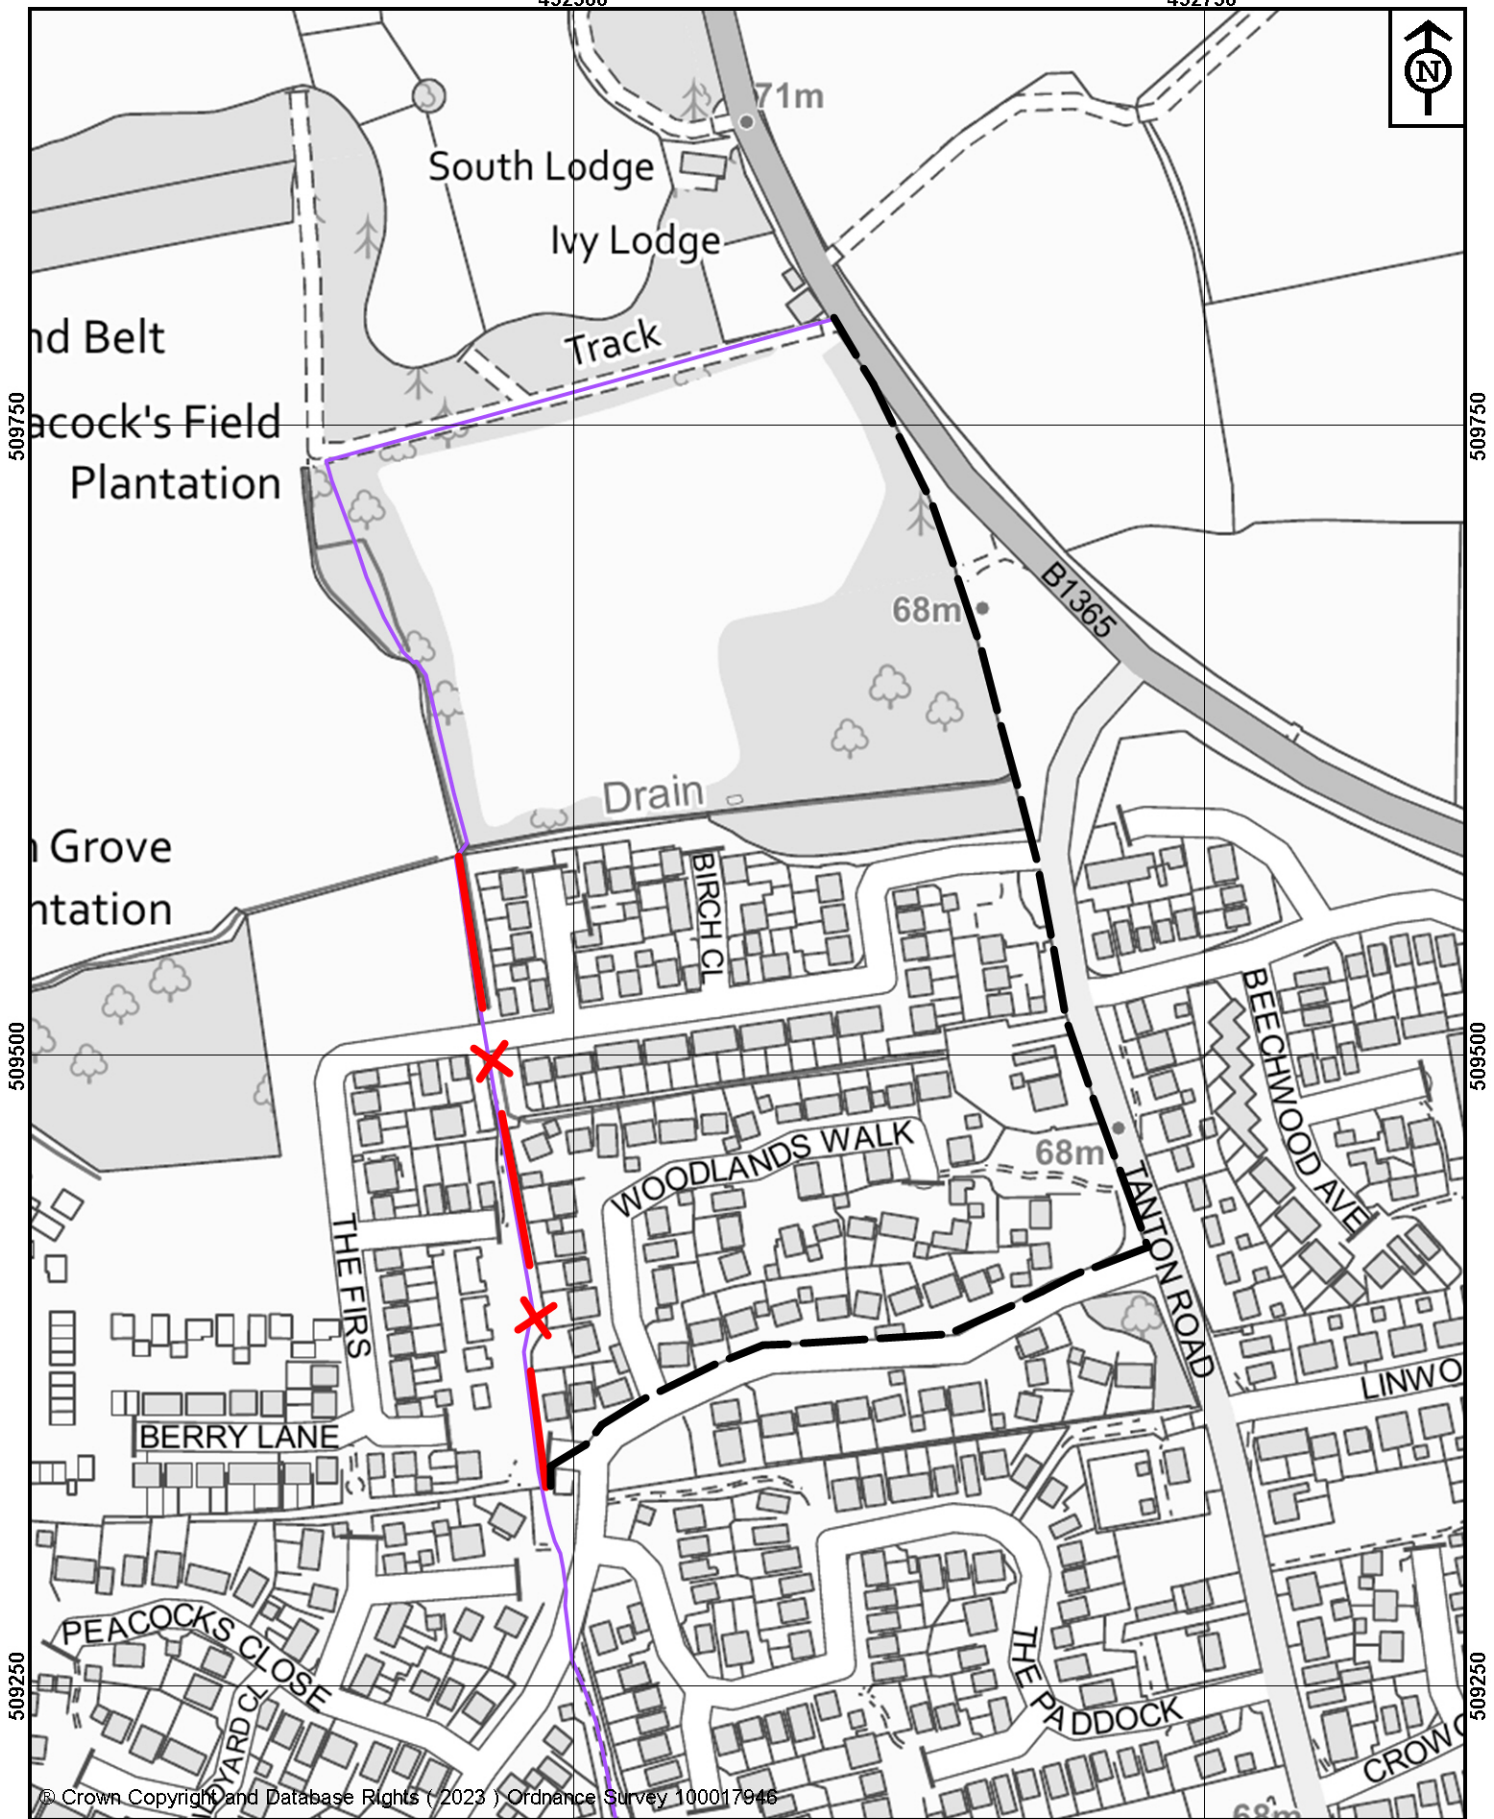 N
71m
South Lodge
Ivy Lodge
nd Belt
Track
509750
509750
acock's Field
Plantation
B1365
68m
Drain
Grove
ntation
BIRCH CL
BEECHWOOD AVE
509500
509500
WOODLANDS WALK
68m
TANTON ROAD
THE FIRS
LINWO
BERRY LANE
PEACOCKS CLOSE
THE PADDOCK
509250
509250
CROW
© Crown Copyright and Database Rights ( 2023 ) Ordnance Survey 100017946
68m